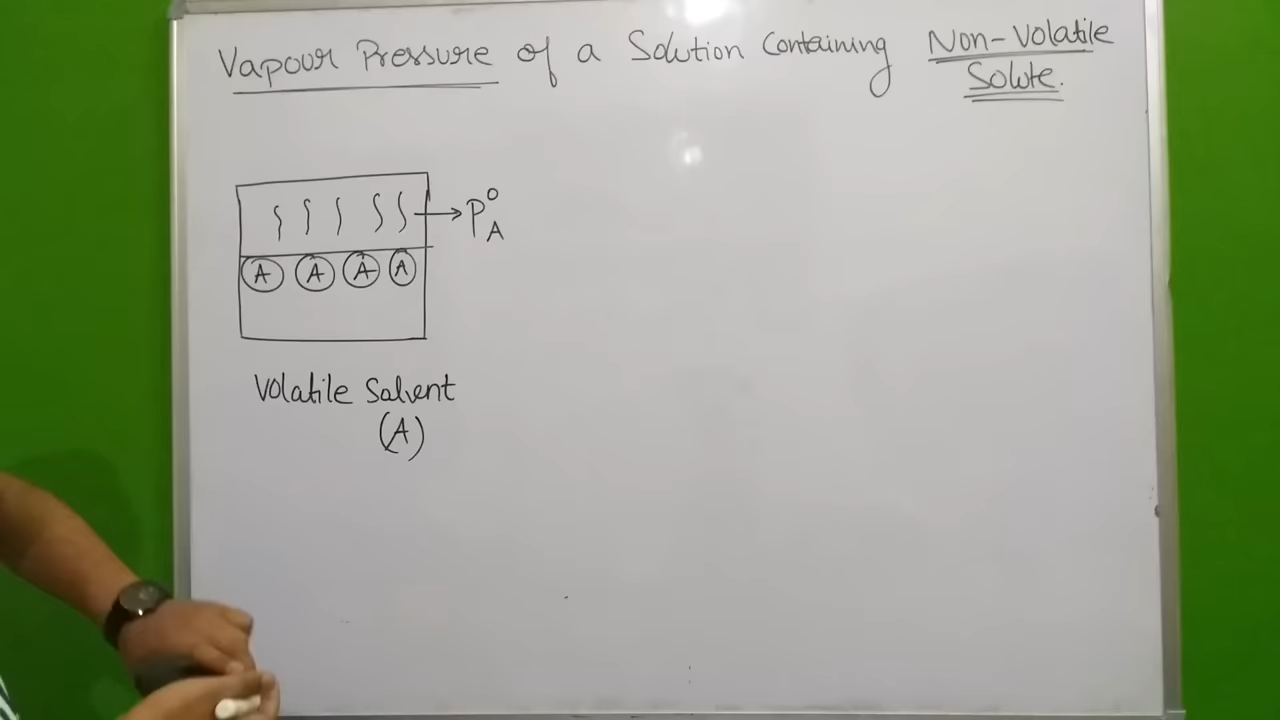 Vapour Pressure of a Solution Containing Non-Volatile
Solute.
P°A
A A A A
Volatile Solvent
(A)